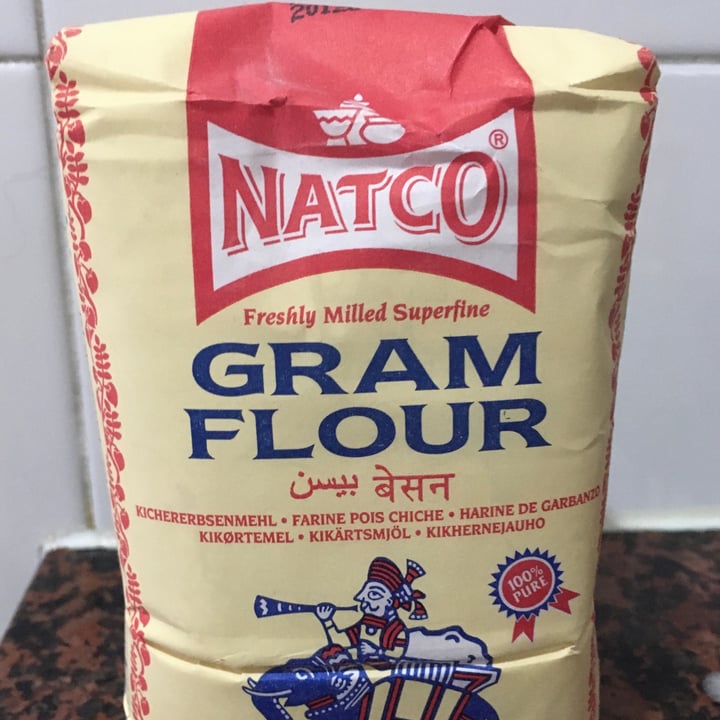 NATCO®
Freshly Milled Superfine
GRAM
FLOUR
بيسن बेसन
KICHERERBSENMEHL • FARINE POIS CHICHE • HARINE DE GARBANZO
KIKØRTEMEL • KIKÄRTSMJÖL • KIKHERNEJAUHO
100%
PURE